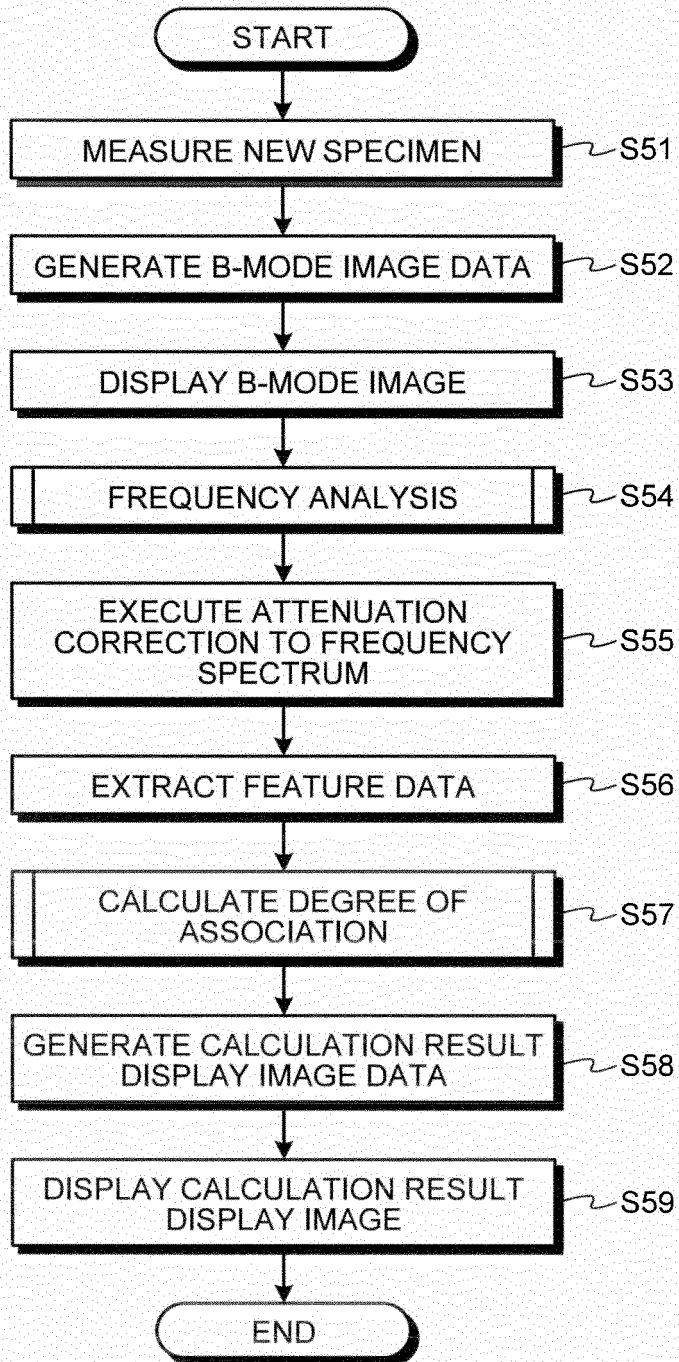 START
MEASURE NEW SPECIMEN
S51
GENERATE B-MODE IMAGE DATA
S52
DISPLAY B-MODE IMAGE
S53
FREQUENCY ANALYSIS
S54
EXECUTE ATTENUATION
CORRECTION TO FREQUENCY
SPECTRUM
S55
EXTRACT FEATURE DATA
S56
CALCULATE DEGREE OF
ASSOCIATION
S57
GENERATE CALCULATION RESULT
DISPLAY IMAGE DATA
S58
DISPLAY CALCULATION RESULT
DISPLAY IMAGE
S59
END